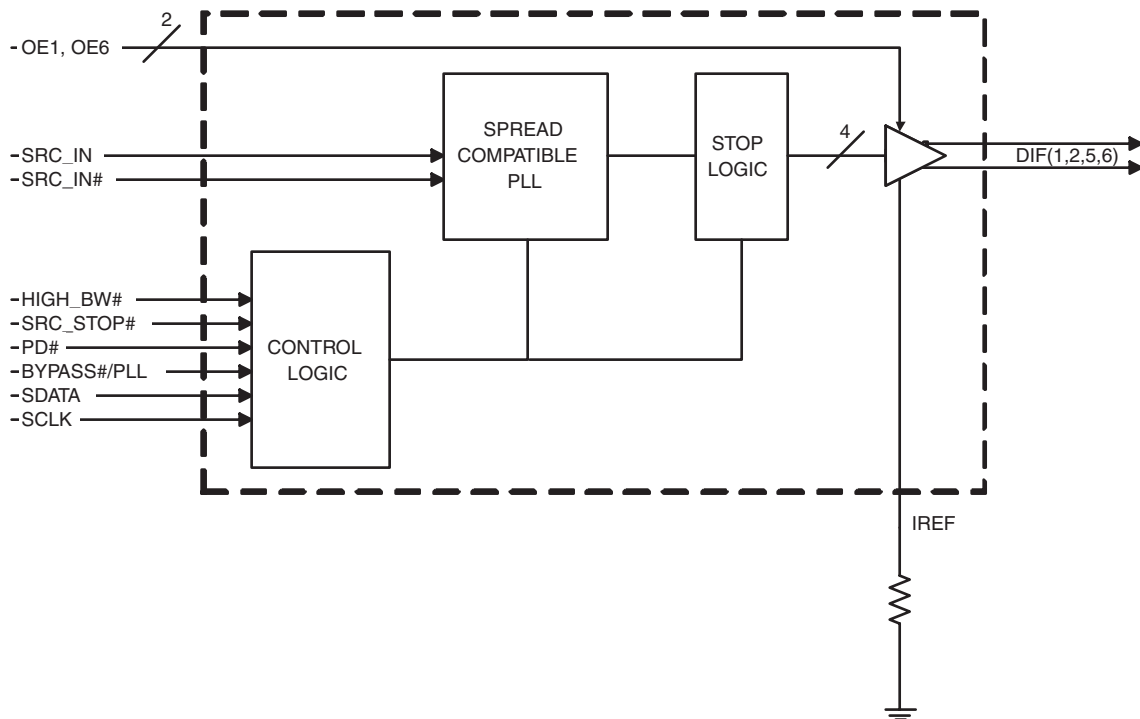 2
OE1, OE6
SPREAD
COMPATIBLE
PLL
STOP
LOGIC
4
SRC_IN
SRC_IN#
DIF(1,2,5,6)
HIGH_BW#
SRC_STOP#
PD#
BYPASS#/PLL
SDATA
SCLK
CONTROL
LOGIC
IREF